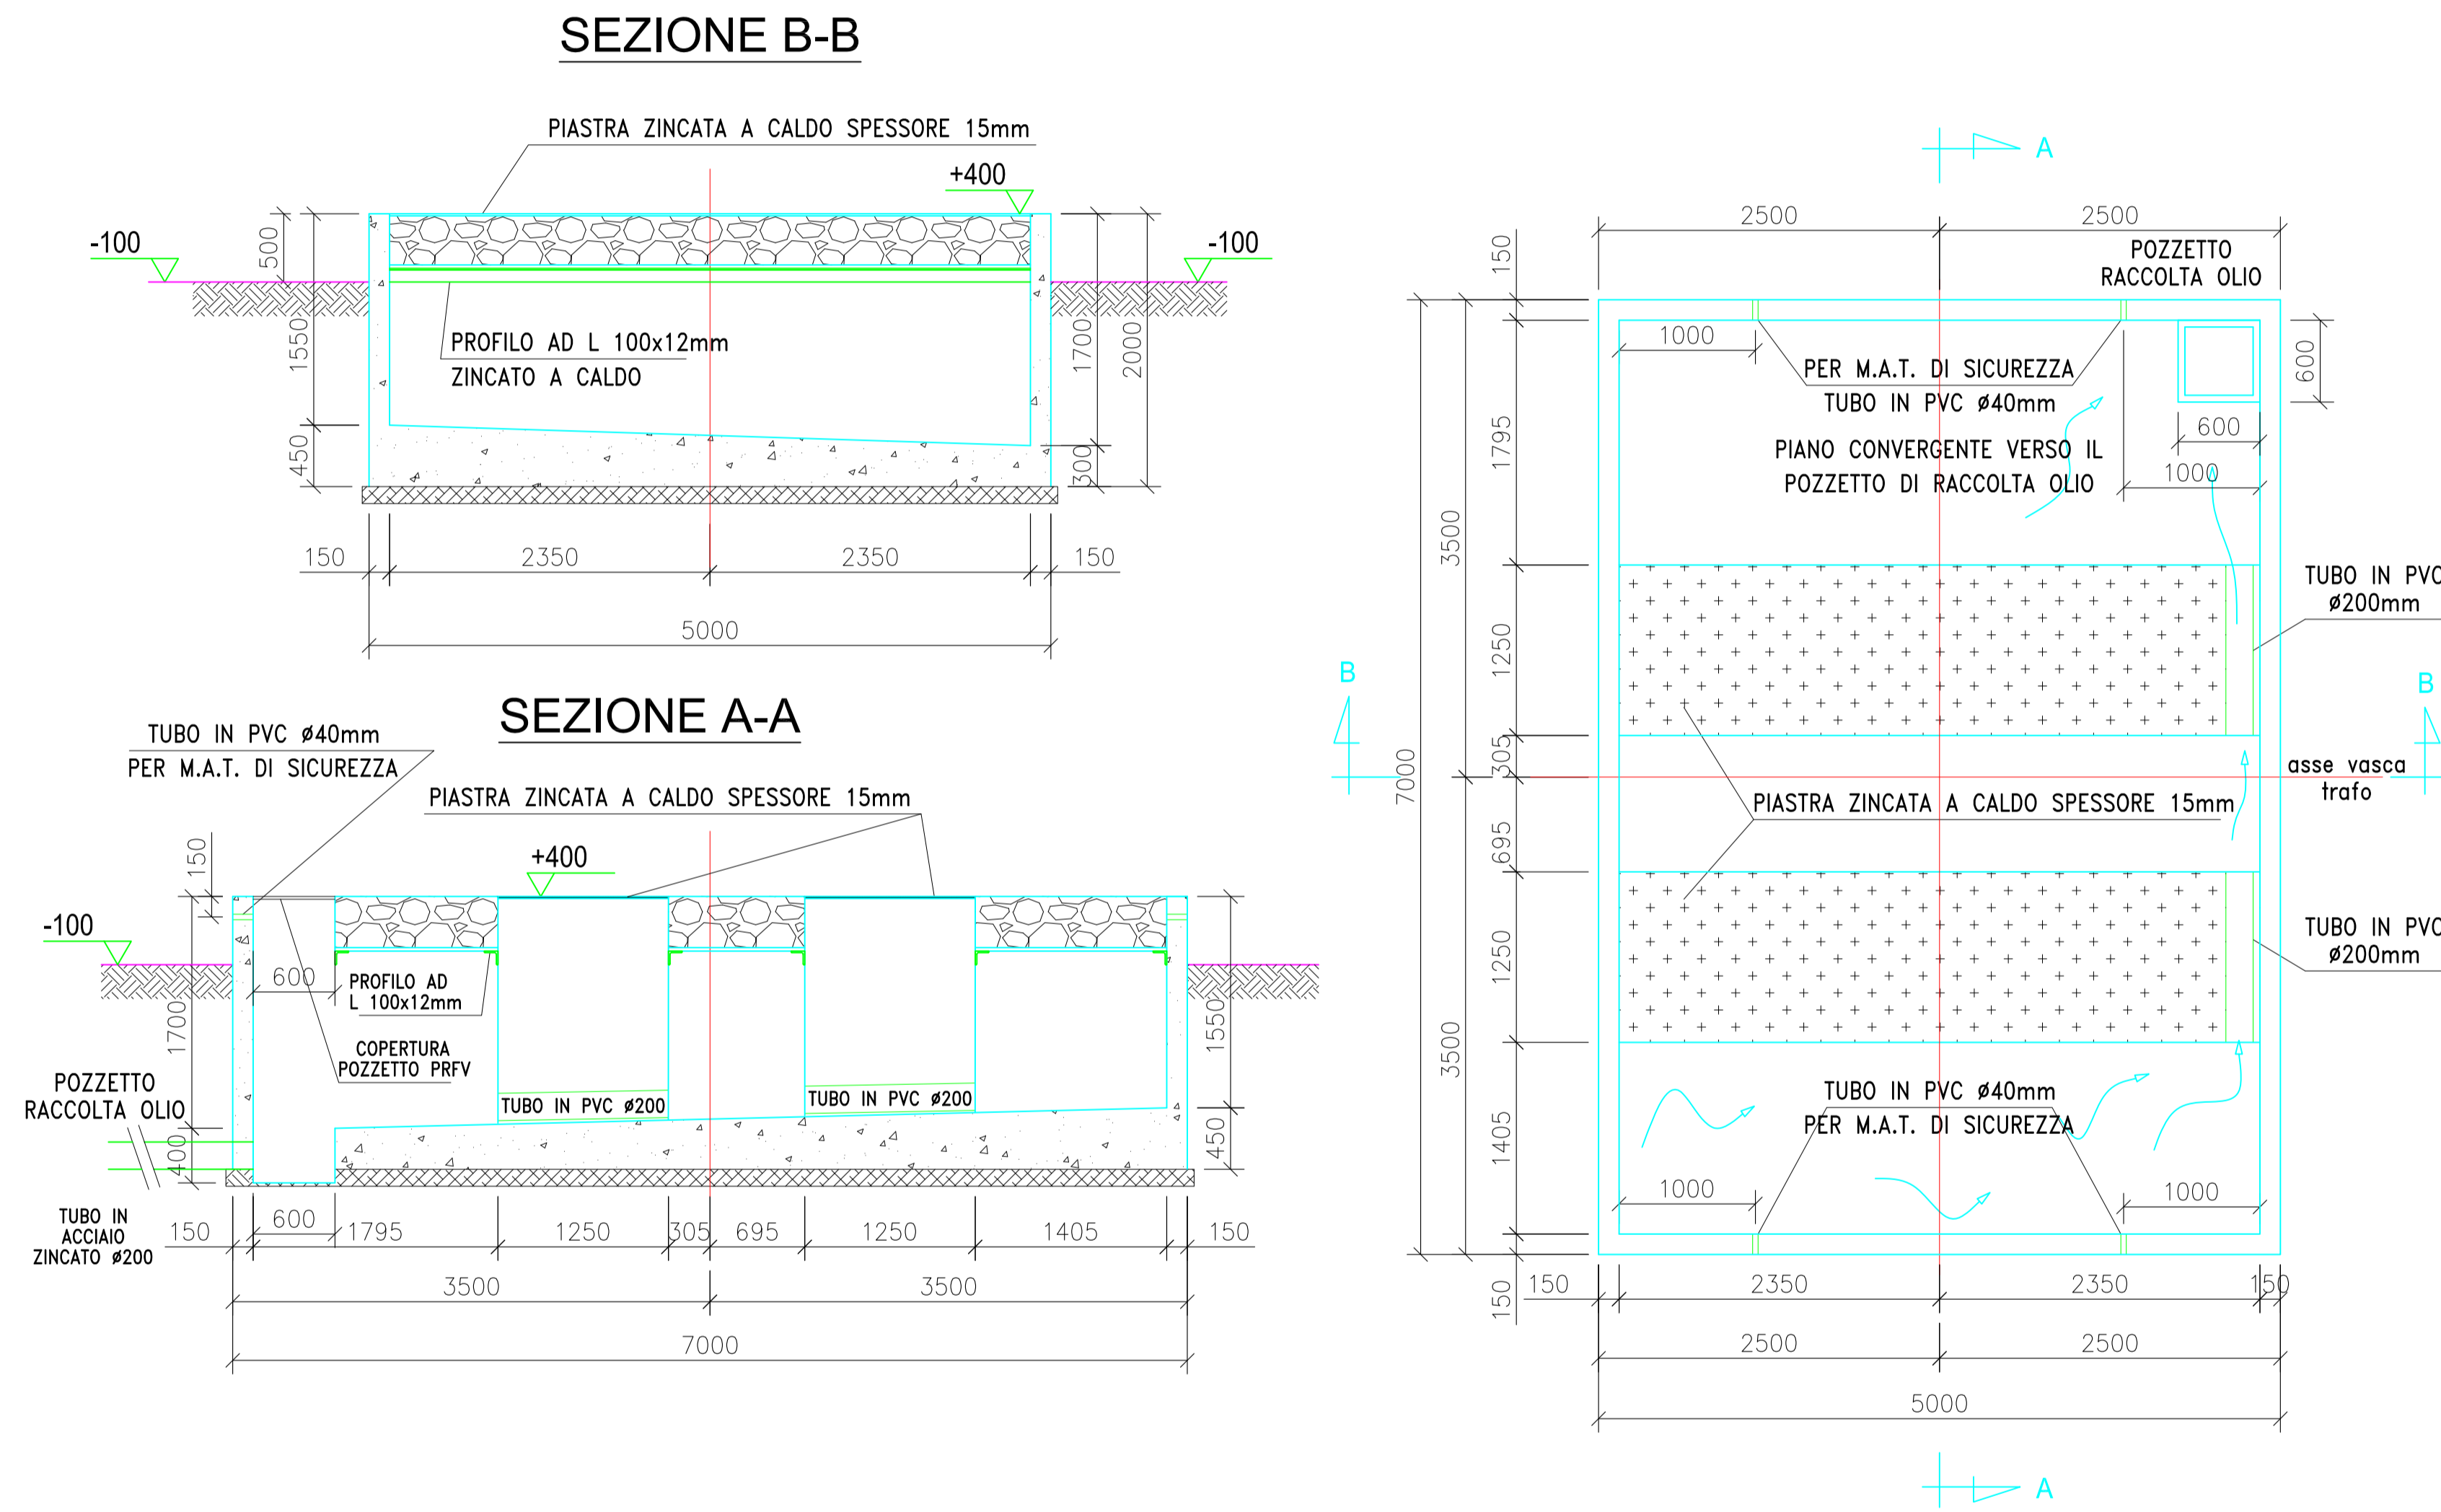 SEZIONE B-B
PIASTRA ZINCATA A CALDO SPESSORE 15mm
+400
-100
-100
500
1550
450
1700
2000
300
PROFILO AD L 100x12mm
ZINCATO A CALDO
150
2350
2350
150
5000
SEZIONE A-A
TUBO IN PVC ø40mm
PER M.A.T. DI SICUREZZA
PIASTRA ZINCATA A CALDO SPESSORE 15mm
150
+400
-100
600
PROFILO AD
L 100x12mm
1700
1550
COPERTURA
POZZETTO PRFV
POZZETTO
RACCOLTA OLIO
TUBO IN PVC ø200
TUBO IN PVC ø200
400
450
TUBO IN
ACCIAIO
ZINCATO ø200
150
600
1795
1250
305
695
1250
1405
150
3500
3500
7000
A
2500
2500
150
POZZETTO
RACCOLTA OLIO
1000
PER M.A.T. DI SICUREZZA
TUBO IN PVC ø40mm
600
600
1000
PIANO CONVERGENTE VERSO IL
POZZETTO DI RACCOLTA OLIO
1795
3500
TUBO IN PVC
ø200mm
1250
B
B
305
7000
asse vasca
trafo
PIASTRA ZINCATA A CALDO SPESSORE 15mm
695
TUBO IN PVC
ø200mm
1250
3500
TUBO IN PVC ø40mm
PER M.A.T. DI SICUREZZA
1405
1000
1000
150
150
2350
2350
150
2500
2500
5000
A